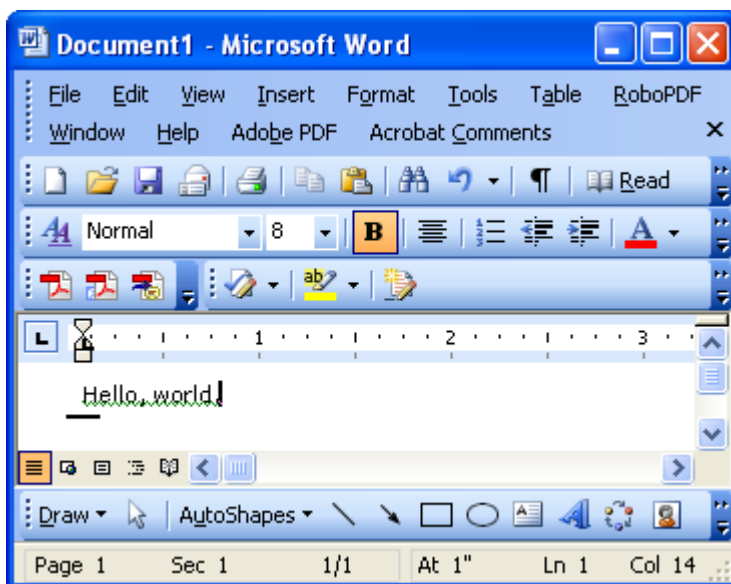 Document1 - Microsoft Word
File Edit View Insert Format Tools Table RoboPDF
Window Help Adobe PDF Acrobat Comments
Read
Normal 8 B A
1 2 3
Hello, world.
Draw AutoShapes
Page 1 Sec 1 1/1 At 1" Ln 1 Col 14